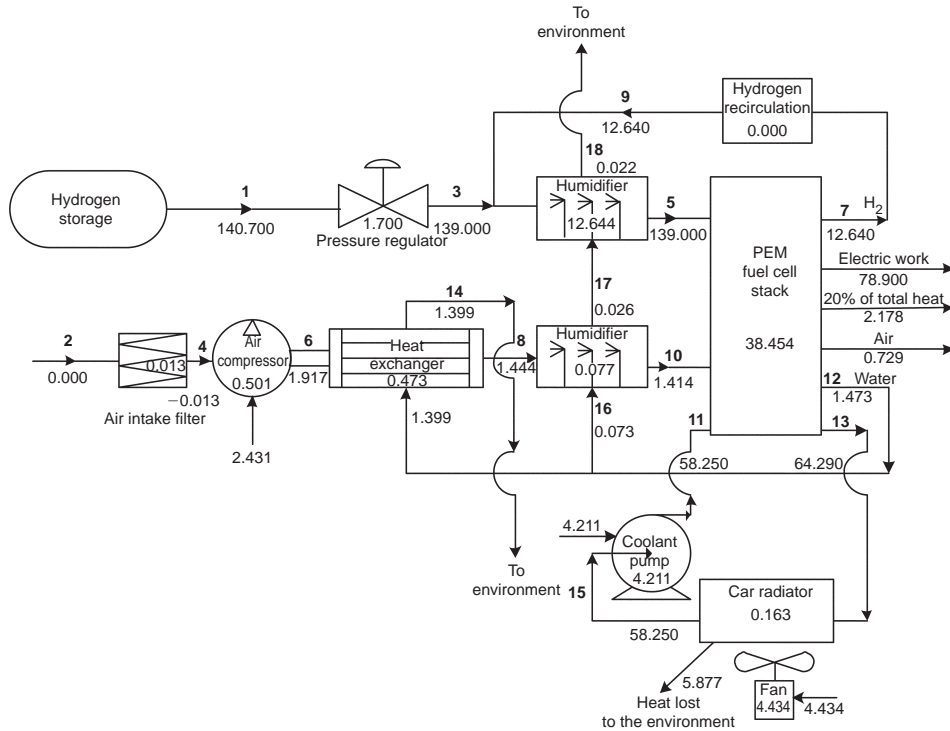 To
environment
Hydrogen
recirculation
0.000
9
12.640
18
0.022
Hydrogen
storage
1
140.700
1.700
Pressure regulator
3
139.000
Humidifier
12.644
5
139.000
PEM
fuel cell
stack
38.454
7 H2
12.640
Electric work
78.900
20% of total heat
2.178
Air
0.729
12 Water
1.473
13
17
0.026
14
1.399
2
0.000
0.013
Air intake filter
4
−0.013
Air
compressor
0.501
2.431
6
1.917
Heat
exchanger
0.473
1.399
8
1.444
Humidifier
0.077
10
1.414
16
0.073
11
58.250
64.290
To
environment
4.211
Coolant
pump
4.211
15
58.250
Car radiator
0.163
5.877
Heat lost
to the environment
Fan
4.434
4.434